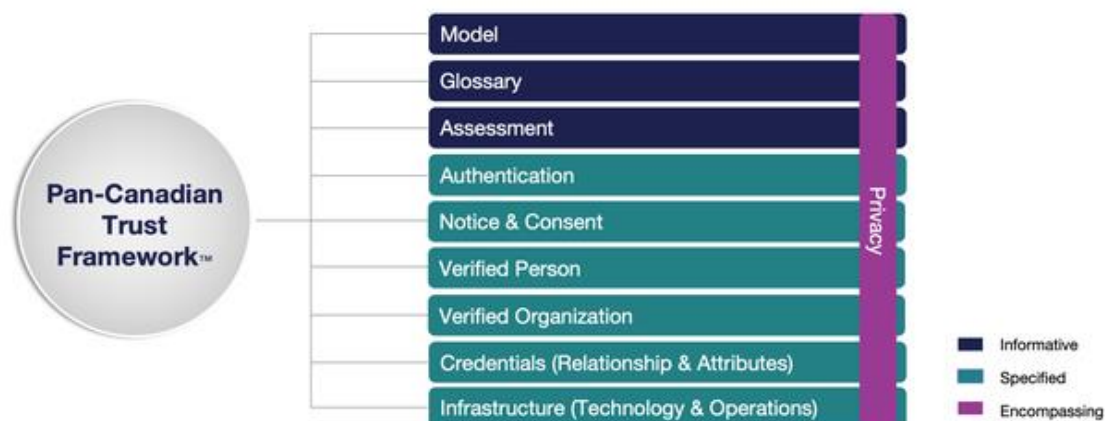 Pan-Canadian
Trust
Framework™
Model
Glossary
Assessment
Authentication
Notice & Consent
Verified Person
Verified Organization
Credentials (Relationship & Attributes)
Infrastructure (Technology & Operations)
Privacy
Informative
Specified
Encompassing